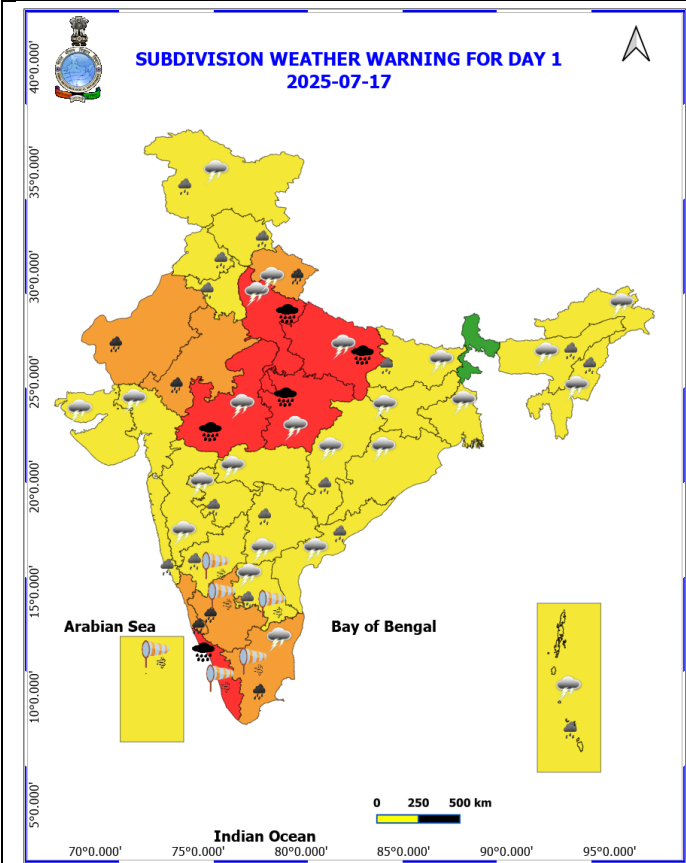 SUBDIVISION WEATHER WARNING FOR DAY 1
2025-07-17
40°0.000'
35°0.000'
30°0.000'
25°0.000'
20°0.000'
15°0.000'
10°0.000'
5°0.000'
Arabian Sea
Bay of Bengal
0 250 500 km
Indian Ocean
70°0.000' 75°0.000' 80°0.000' 85°0.000' 90°0.000' 95°0.000'